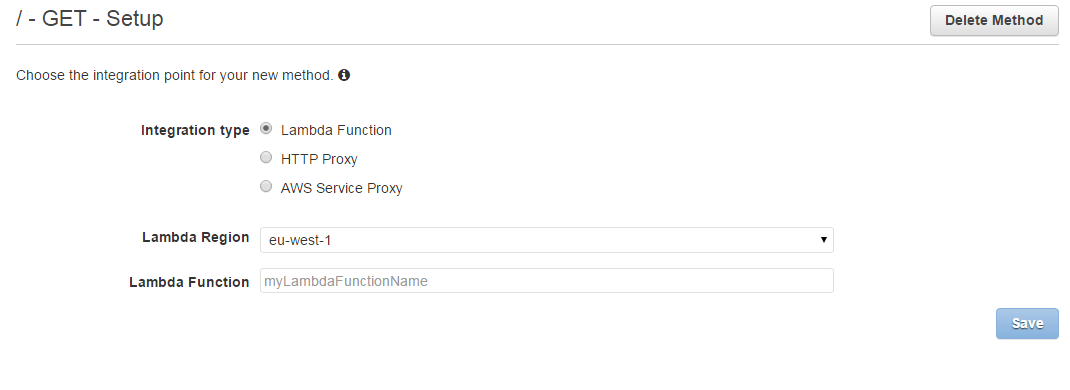 / - GET - Setup
Delete Method
Choose the integration point for your new method.
Integration type
Lambda Function
HTTP Proxy
AWS Service Proxy
Lambda Region
eu-west-1
Lambda Function
myLambdaFunctionName
Save